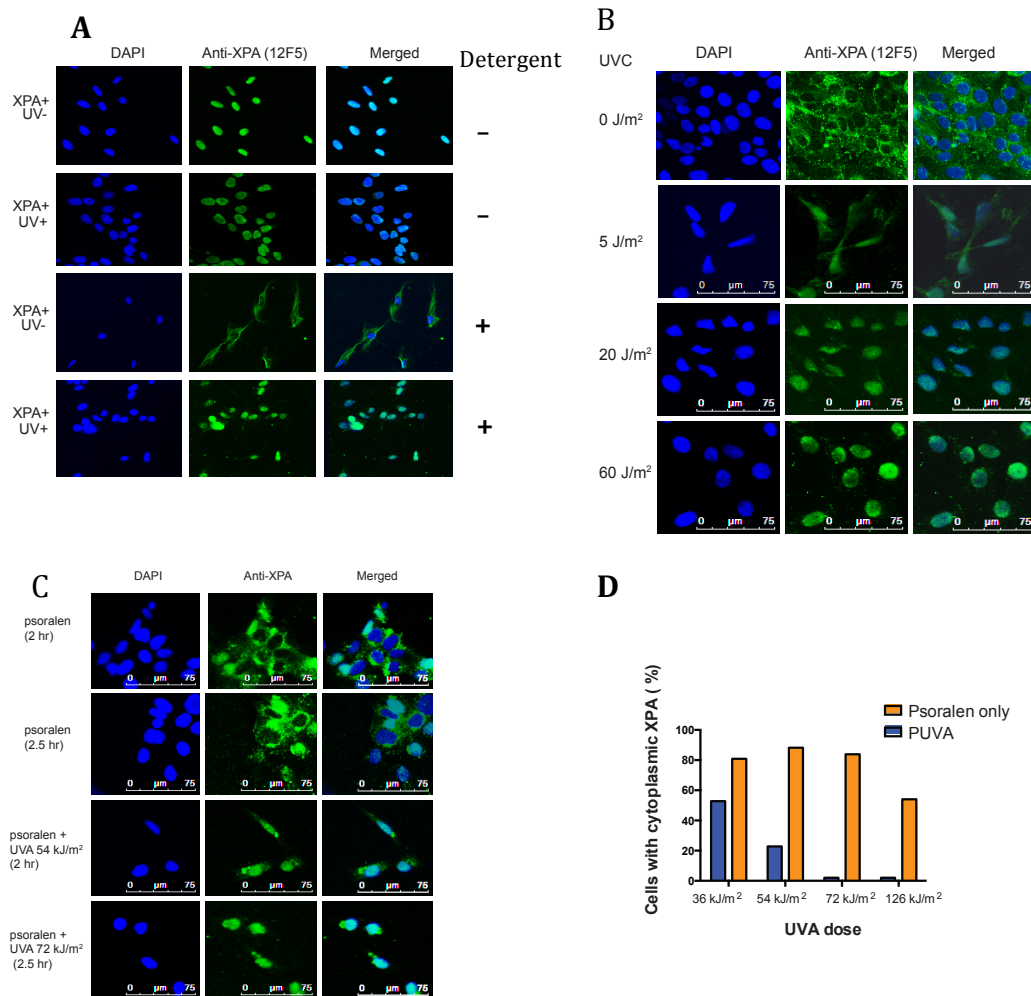 A
DAPI Anti-XPA (12F5) Merged Detergent
XPA+
UV-
–
XPA+
UV+
–
XPA+
UV-
+
XPA+
UV+
+
B
UVC DAPI Anti-XPA (12F5) Merged
0 J/m²
5 J/m²
0 µm 75 0 µm 75 0 µm 75
20 J/m²
0 µm 75 0 µm 75 0 µm 75
60 J/m²
0 µm 75 0 µm 75 0 µm 75
C
DAPI Anti-XPA Merged
psoralen
(2 hr)
0 µm 75 0 µm 75 0 µm 75
psoralen
(2.5 hr)
0 µm 75 0 µm 75 0 µm 75
psoralen +
UVA 54 kJ/m²
(2 hr)
0 µm 75 0 µm 75 0 µm 75
psoralen +
UVA 72 kJ/m²
(2.5 hr)
0 µm 75 0 µm 75 0 µm 75
D
Psoralen only
PUVA
Cells with cytoplasmic XPA ( %)
100
80
60
40
20
0
36 kJ/m² 54 kJ/m² 72 kJ/m² 126 kJ/m²
UVA dose